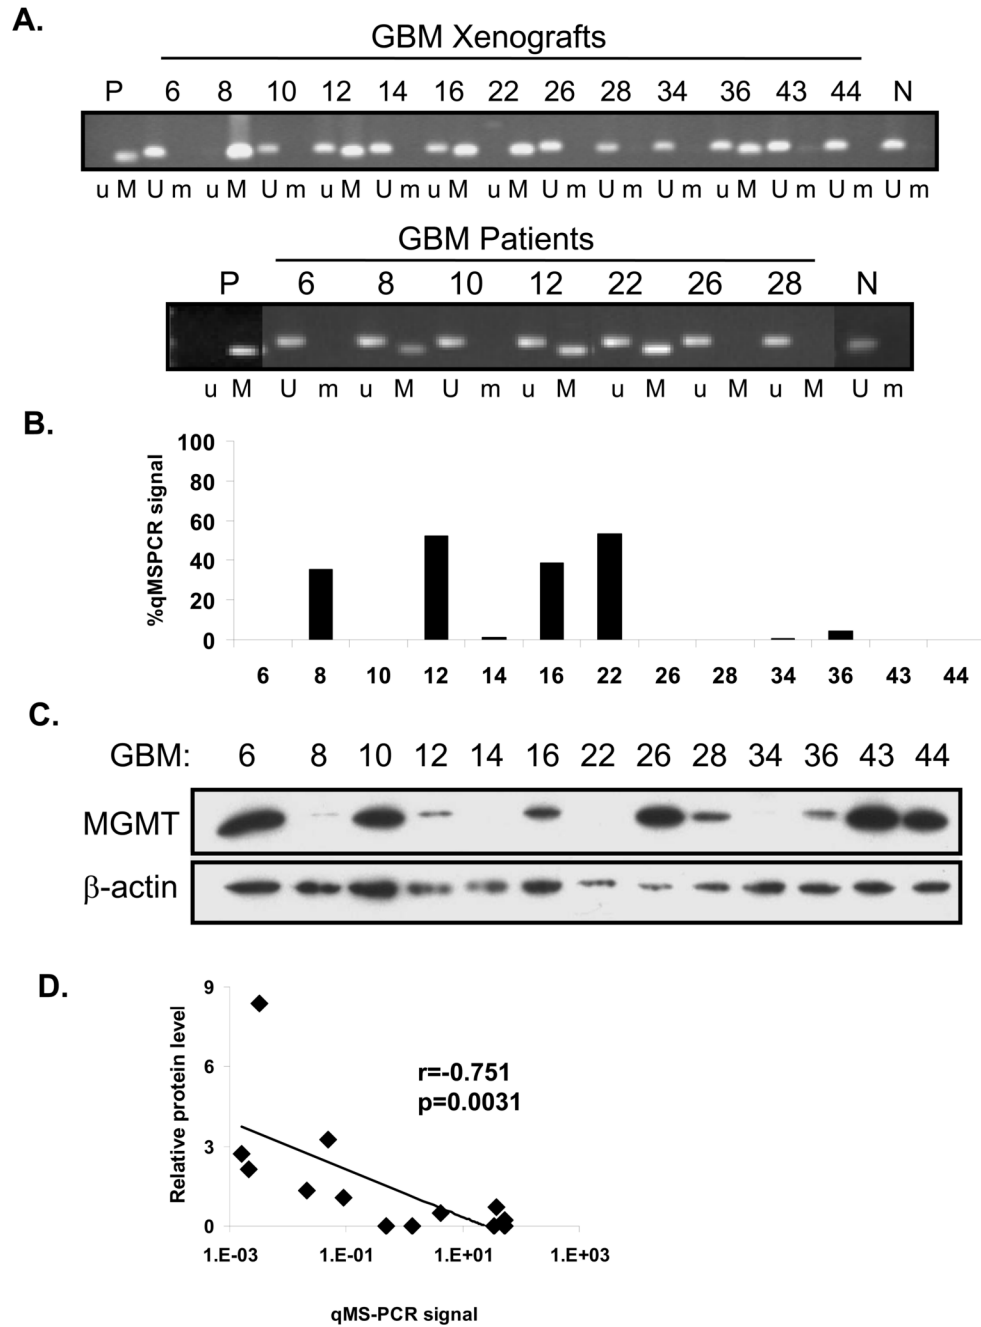 A.
GBM Xenografts
P 6 8 10 12 14 16 22 26 28 34 36 43 44 N
u M U m u M U m u M U m u M u M U m U m U m u M U m U m U m
GBM Patients
P 6 8 10 12 22 26 28 N
u M U m u M U m u M u M u M u M U m
B.
%qMSPCR signal
100
80
60
40
20
0
6 8 10 12 14 16 22 26 28 34 36 43 44
C.
GBM: 6 8 10 12 14 16 22 26 28 34 36 43 44
MGMT
β-actin
D.
Relative protein level
9
6
3
0
r=-0.751
p=0.0031
1.E-03 1.E-01 1.E+01 1.E+03
qMS-PCR signal